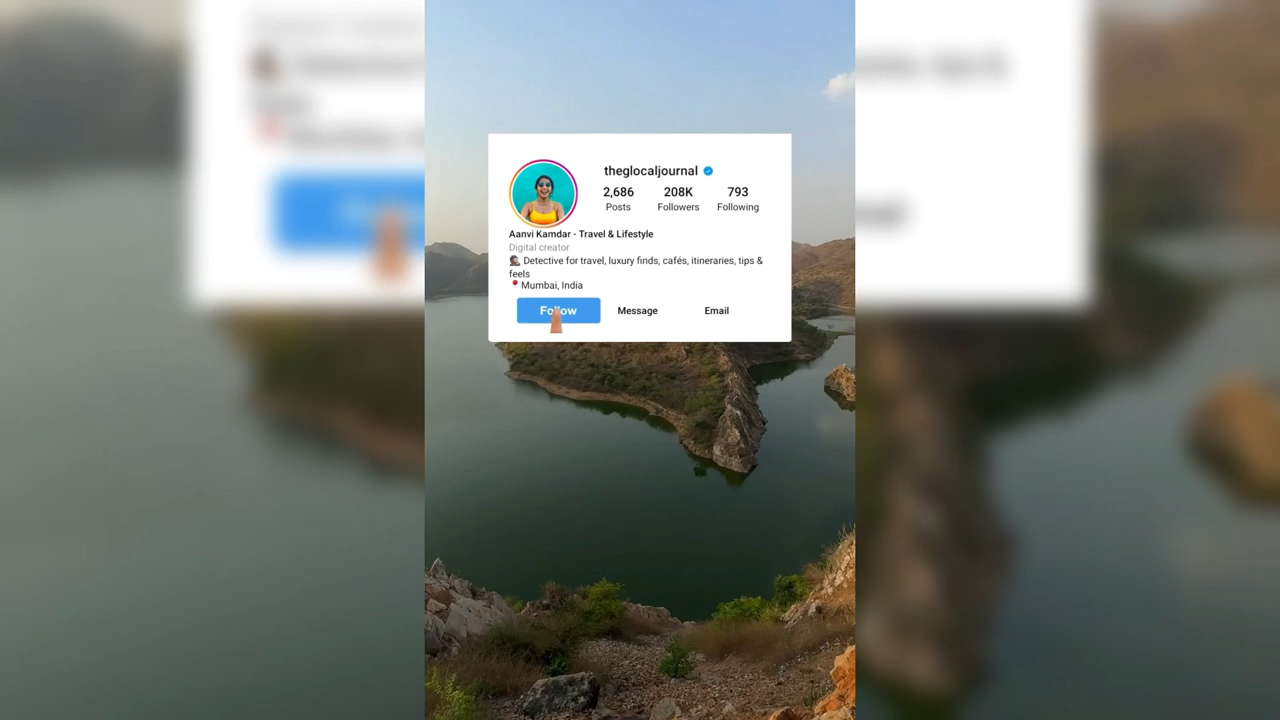 theglocaljournal
2,686 208K 793
Posts Followers Following
Aanvi Kamdar - Travel & Lifestyle
Digital creator
Detective for travel, luxury finds, cafés, itineraries, tips &
feels
Mumbai, India
Follow Message Email